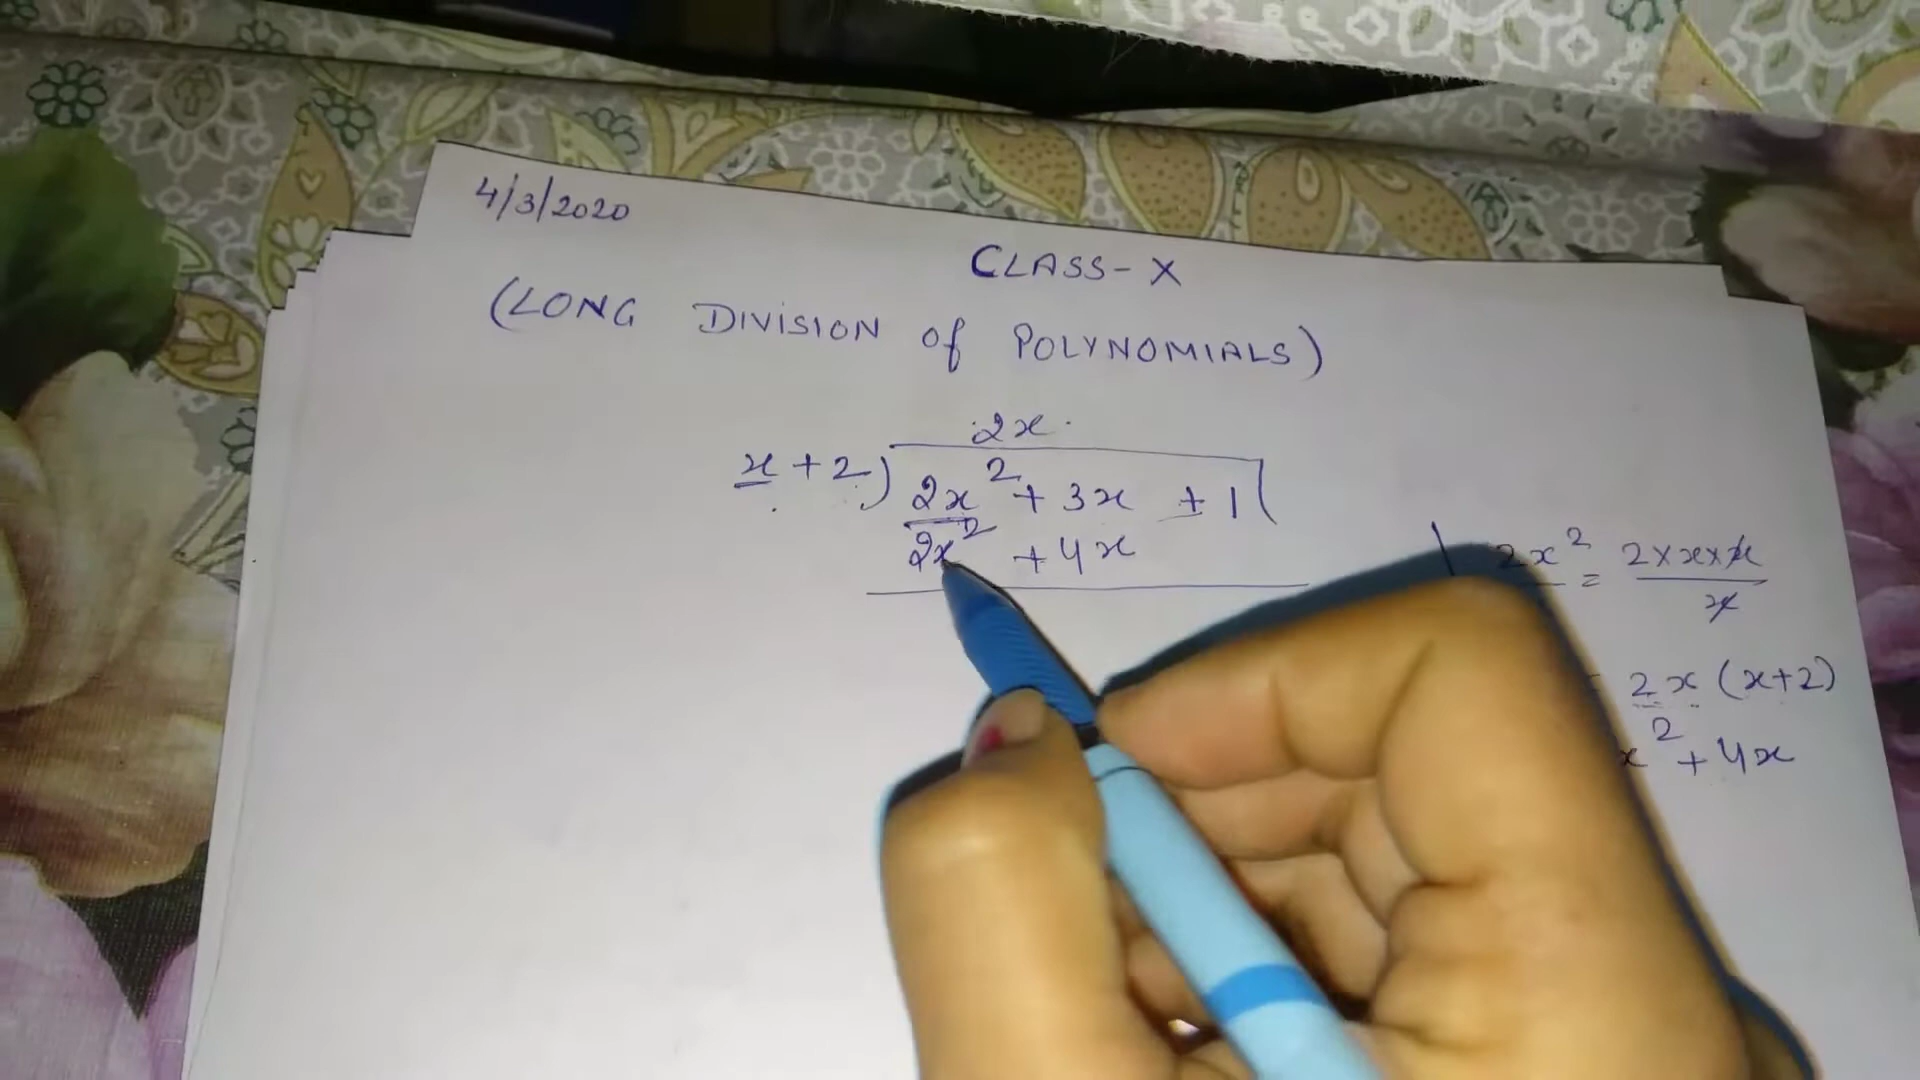 4/3/2020
CLASS-X
(LONG DIVISION of POLYNOMIALS)
2x
x + 2) 2x² + 3x + 1(
2x² + 4x
2x² = 2×x×x
x
2x (x+2)
x² + 4x